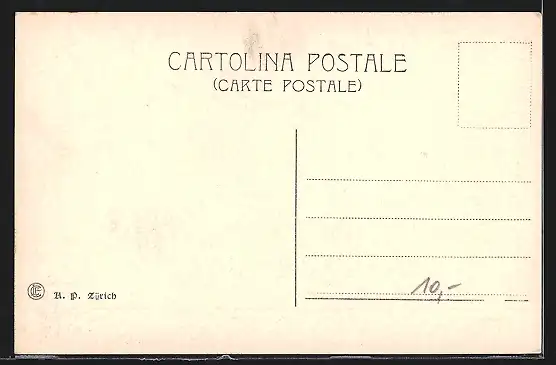 CARTOLINA POSTALE
(CARTE POSTALE)
10,-
K. P. Zürich